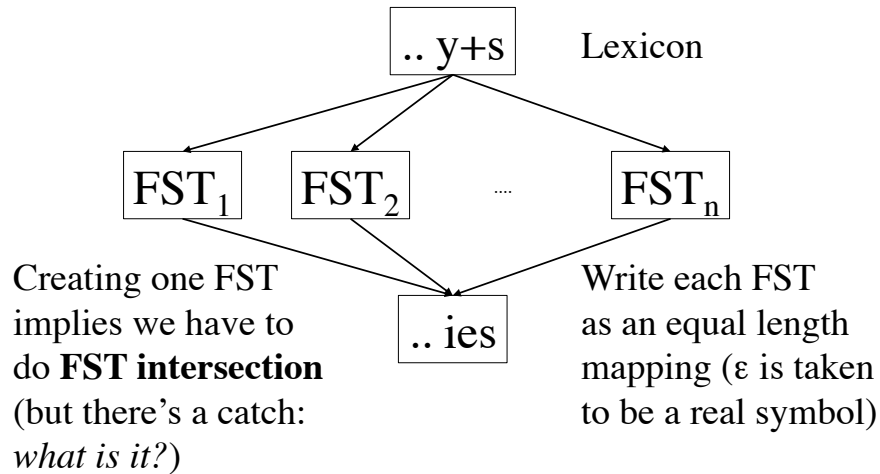 .. y+s
Lexicon
FST1
FST2
....
FSTn
Creating one FST
implies we have to
do FST intersection
(but there’s a catch:
what is it?)
.. ies
Write each FST
as an equal length
mapping (ε is taken
to be a real symbol)